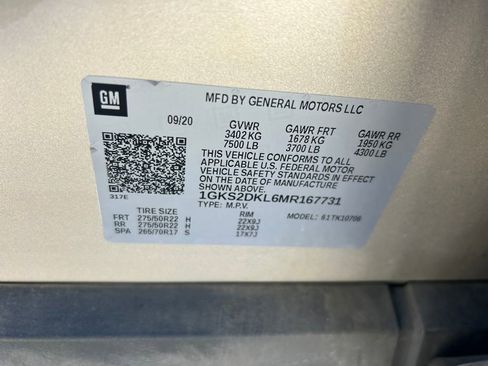 GM
MFD BY GENERAL MOTORS LLC
09/20 GVWR GAWR FRT GAWR RR
3402 KG 1678 KG 1950 KG
7500 LB 3700 LB 4300 LB
THIS VEHICLE CONFORMS TO ALL
APPLICABLE U.S. FEDERAL MOTOR
VEHICLE SAFETY STANDARDS IN EFFECT
ON THE DATE OF MANUFACTURE
SHOWN ABOVE.
1GKS2DKL6MR167731
317E TYPE: M.P.V. MODEL: 81TK10706
TIRE SIZE RIM
FRT 275/50R22 H 22X9J
RR 275/50R22 H 22X9J
SPA 265/70R17 S 17X7J